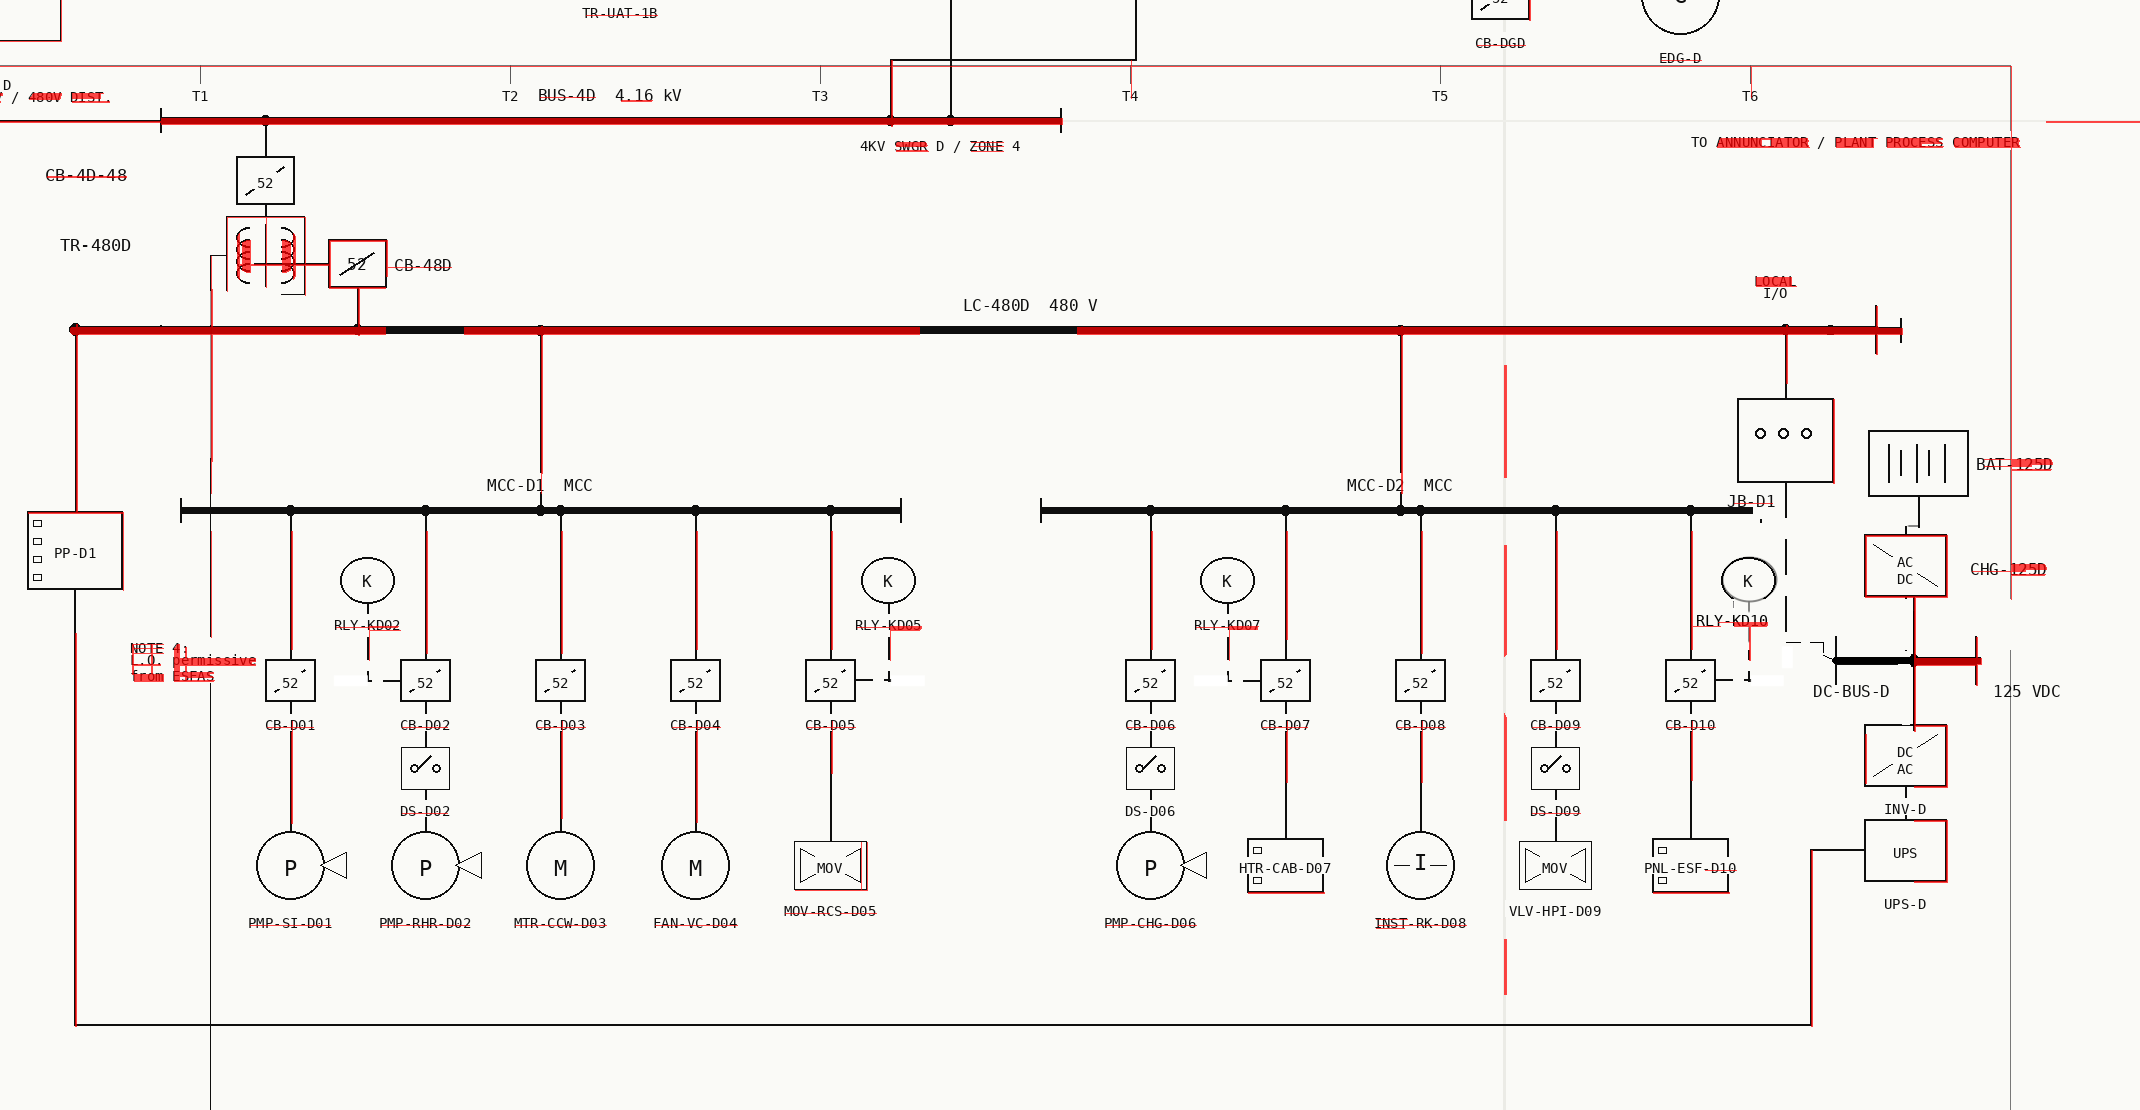 TR-UAT-1B
52
CB-DGD
EDG-D
D
/ 480V DIST.
T1
T2
BUS-4D 4.16 kV
T3
T4
T5
T6
4KV SWGR D / ZONE 4
TO ANNUNCIATOR / PLANT PROCESS COMPUTER
CB-4D-48
52
TR-480D
52
CB-48D
LOCAL
I/O
LC-480D 480 V
BAT-125D
MCC-D1 MCC
MCC-D2 MCC
JB-D1
PP-D1
AC
DC
CHG-125D
K
K
K
K
RLY-KD02
RLY-KD05
RLY-KD07
RLY-KD10
NOTE 4:
L.O. permissive
from ESFAS
52
52
52
52
52
52
52
52
52
52
DC-BUS-D
125 VDC
CB-D01
CB-D02
CB-D03
CB-D04
CB-D05
CB-D06
CB-D07
CB-D08
CB-D09
CB-D10
DC
AC
DS-D02
DS-D06
DS-D09
INV-D
P
P
M
M
MOV
P
HTR-CAB-D07
I
MOV
PNL-ESF-D10
UPS
PMP-SI-D01
PMP-RHR-D02
MTR-CCW-D03
FAN-VC-D04
MOV-RCS-D05
PMP-CHG-D06
INST-RK-D08
VLV-HPI-D09
UPS-D